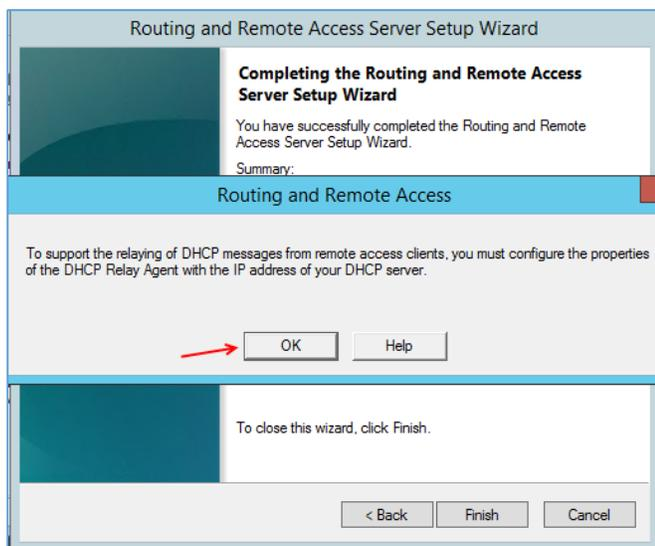 Routing and Remote Access Server Setup Wizard
Completing the Routing and Remote Access
Server Setup Wizard
You have successfully completed the Routing and Remote
Access Server Setup Wizard.
Summary:
Routing and Remote Access
To support the relaying of DHCP messages from remote access clients, you must configure the properties
of the DHCP Relay Agent with the IP address of your DHCP server.
OK
Help
To close this wizard, click Finish.
< Back
Finish
Cancel